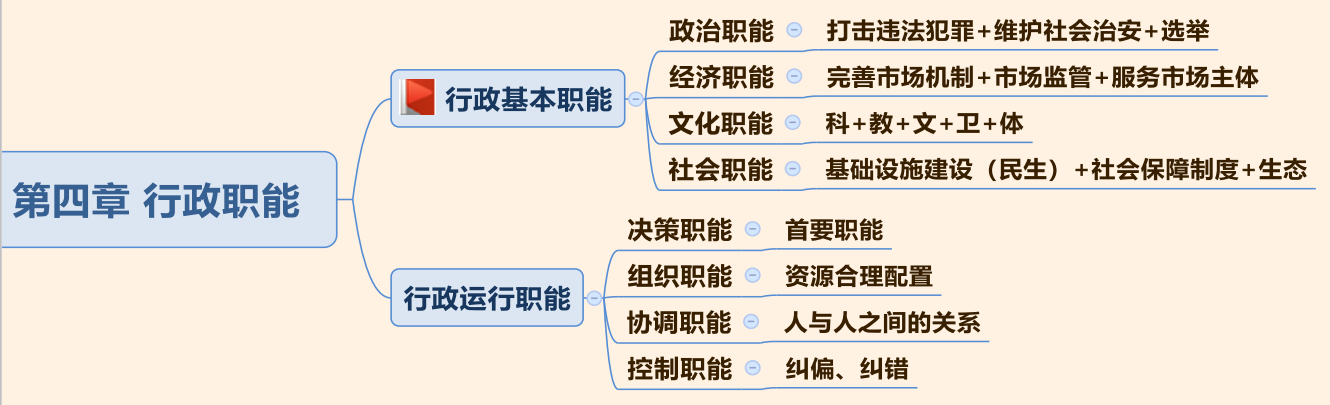 第四章 行政职能
行政基本职能
政治职能 打击违法犯罪+维护社会治安+选举
经济职能 完善市场机制+市场监管+服务市场主体
文化职能 科+教+文+卫+体
社会职能 基础设施建设（民生）+社会保障制度+生态
行政运行职能
决策职能 首要职能
组织职能 资源合理配置
协调职能 人与人之间的关系
控制职能 纠偏、纠错